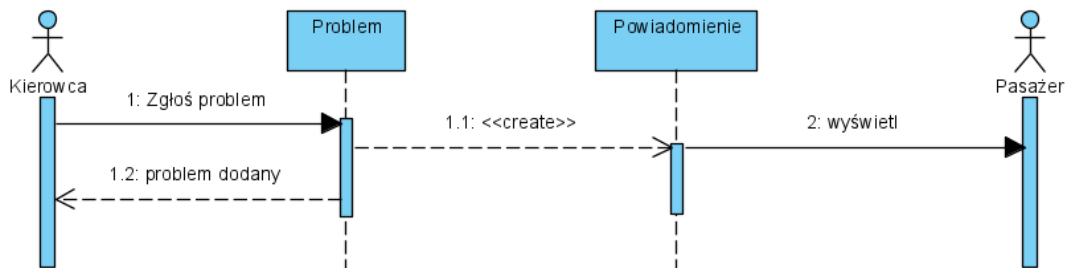 Problem
Powiadomienie
Kierowca
Pasażer
1: Zgłoś problem
1.1: <<create>>
2: wyświetl
1.2: problem dodany